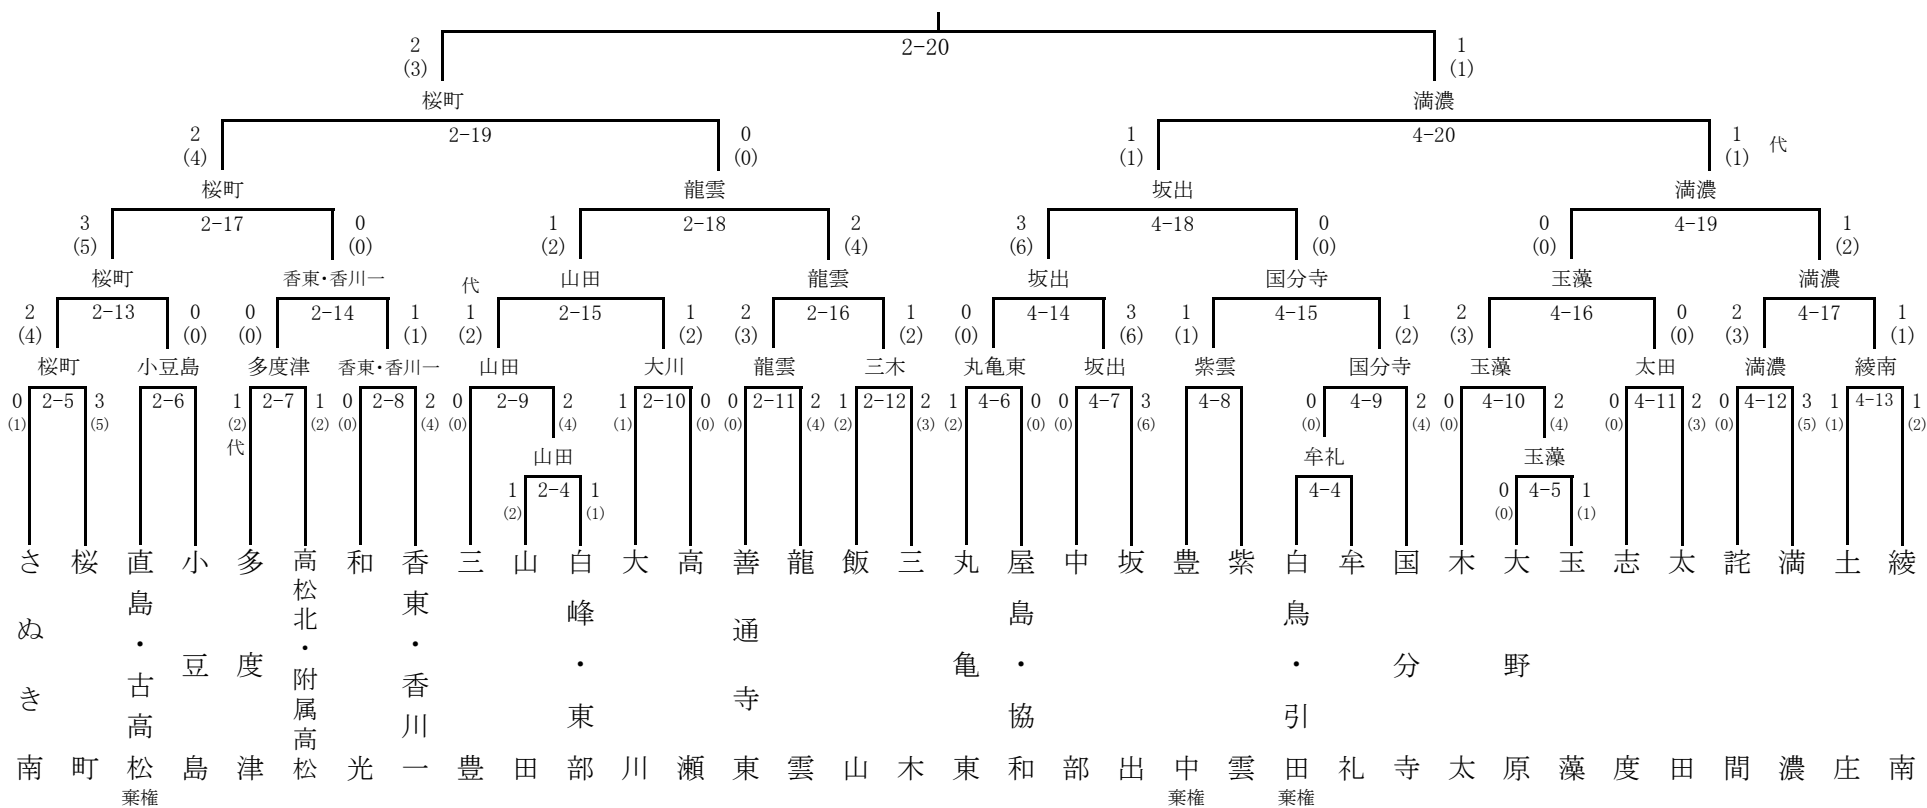 2 2-20 1
(3) (1)
桜町 満濃
2 2-19 0 1 4-20 1
(4) (0) (1) (1) 代
桜町 龍雲 坂出 満濃
3 2-17 0 1 2-18 2 3 4-18 0 0 4-19 1
(5) (0) (2) (4) (6) (0) (0) (2)
桜町 香東・香川一 代 山田 龍雲 坂出 国分寺 玉藻 満濃
2 2-13 0 0 2-14 1 1 2-15 1 2 2-16 1 0 4-14 3 1 4-15 1 2 4-16 0 2 4-17 1
(4) (0) (0) (1) (2) (2) (3) (2) (0) (6) (1) (2) (3) (0) (3) (1)
桜町 小豆島 多度津 香東・香川一 山田 大川 龍雲 三木 丸亀東 坂出 紫雲 国分寺 玉藻 太田 満濃 綾南
0 2-5 3 2-6 1 2-7 1 0 2-8 2 0 2-9 2 1 2-10 0 0 2-11 2 1 2-12 2 1 4-6 0 0 4-7 3 4-8 0 4-9 2 0 4-10 2 0 4-11 2 0 4-12 3 1 4-13 1
(1) (5) (2) (2) (0) (4) (0) (4) (1) (0) (0) (4) (2) (3) (2) (0) (0) (6) (0) (4) (0) (4) (0) (3) (0) (5) (1) (2)
代
山田 牟礼 玉藻
1 2-4 1 4-4 0 4-5 1
(2) (1) (0) (1)
さぬき南
桜町
直島・古高松
棄権
小豆島
多度津
高松北・附属高松
和光
香東・香川一
三豊
山田
白峰・東部
大川
高瀬
善通寺東
龍雲
飯山
三木
丸亀東
屋島・協和
中部
坂出
豊中
棄権
紫雲
白鳥・引田
棄権
牟礼
国分寺
木太
大野原
玉藻
志度
太田
詫間
満濃
土庄
綾南